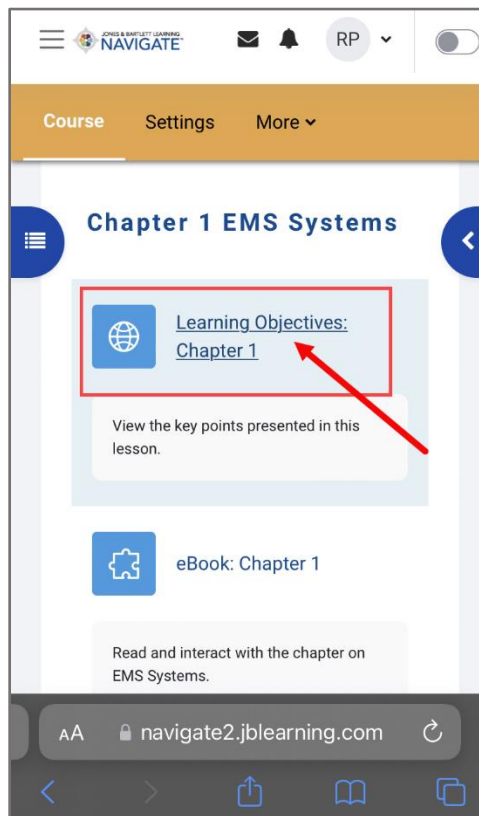 JONES & BARTLETT LEARNING
NAVIGATE
RP
Course Settings More
Chapter 1 EMS Systems
Learning Objectives:
Chapter 1
View the key points presented in this
lesson.
eBook: Chapter 1
Read and interact with the chapter on
EMS Systems.
AA navigate2.jblearning.com